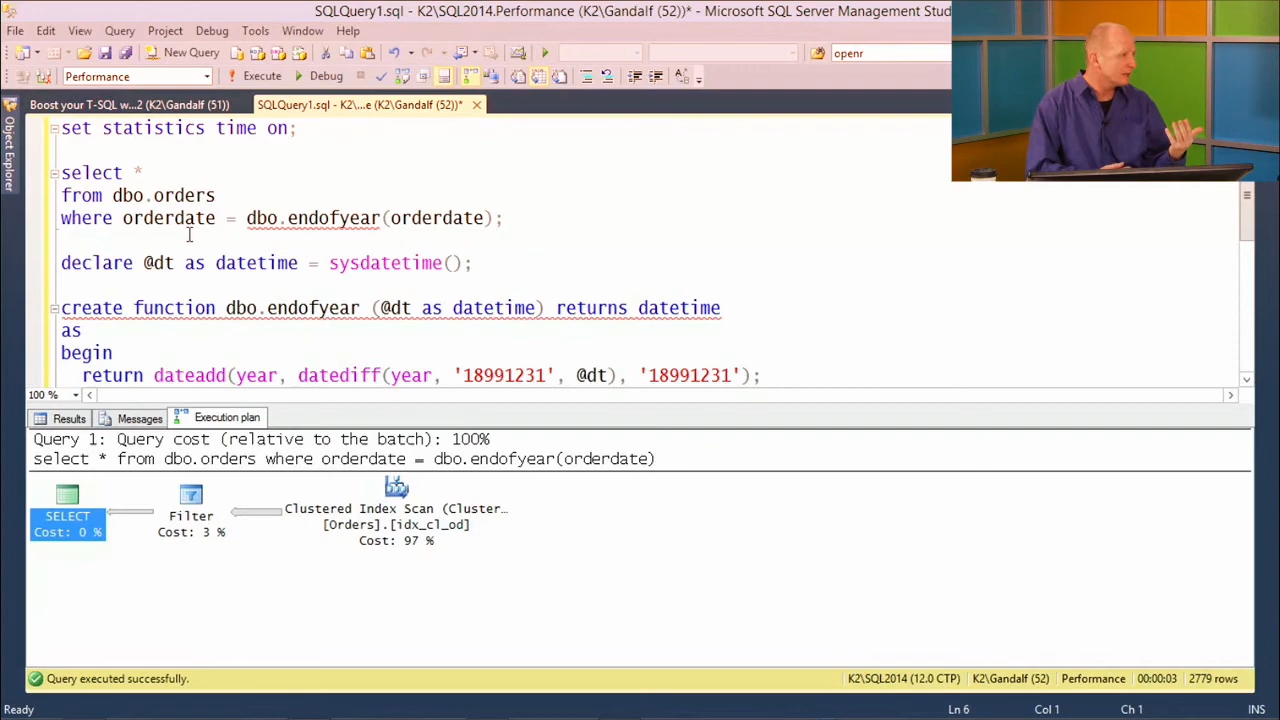 SQLQuery1.sql - K2\SQL2014.Performance (K2\Gandalf (52))* - Microsoft SQL Server Management Stud
File Edit View Query Project Debug Tools Window Help
New Query
openr
Performance Execute Debug
Boost your T-SQL w...2 (K2\Gandalf (51)) SQLQuery1.sql - K2\...e (K2\Gandalf (52))*
Object Explorer
set statistics time on;
select *
from dbo.orders
where orderdate = dbo.endofyear(orderdate);
declare @dt as datetime = sysdatetime();
create function dbo.endofyear (@dt as datetime) returns datetime
as
begin
return dateadd(year, datediff(year, '18991231', @dt), '18991231');
100 %
Results Messages Execution plan
Query 1: Query cost (relative to the batch): 100%
select * from dbo.orders where orderdate = dbo.endofyear(orderdate)
SELECT
Cost: 0 %
Filter
Cost: 3 %
Clustered Index Scan (Cluster...
[Orders].[idx_cl_od]
Cost: 97 %
Query executed successfully. K2\SQL2014 (12.0 CTP) K2\Gandalf (52) Performance 00:00:03 2779 rows
Ready Ln 6 Col 1 Ch 1 INS